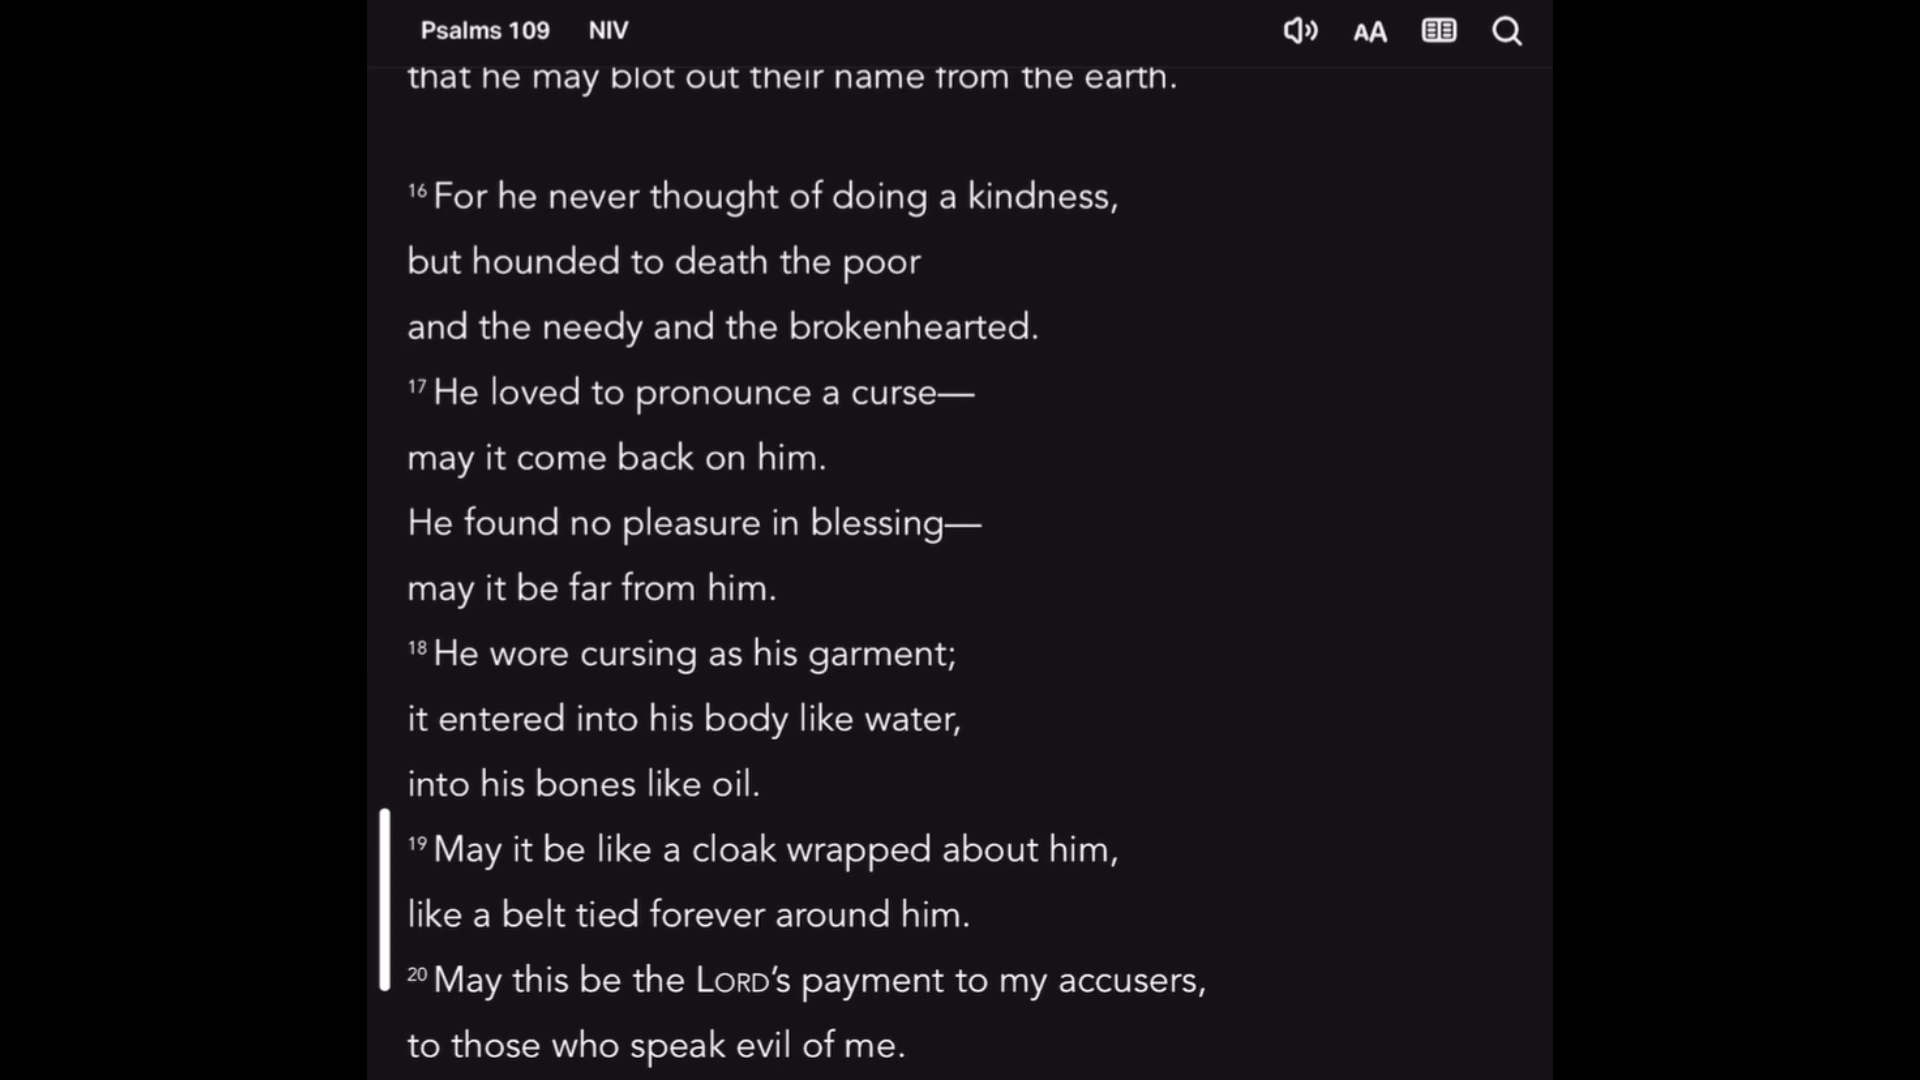 Psalms 109 NIV AA
that he may blot out their name from the earth.
16 For he never thought of doing a kindness,
but hounded to death the poor
and the needy and the brokenhearted.
17 He loved to pronounce a curse—
may it come back on him.
He found no pleasure in blessing—
may it be far from him.
18 He wore cursing as his garment;
it entered into his body like water,
into his bones like oil.
19 May it be like a cloak wrapped about him,
like a belt tied forever around him.
20 May this be the LORD’s payment to my accusers,
to those who speak evil of me.